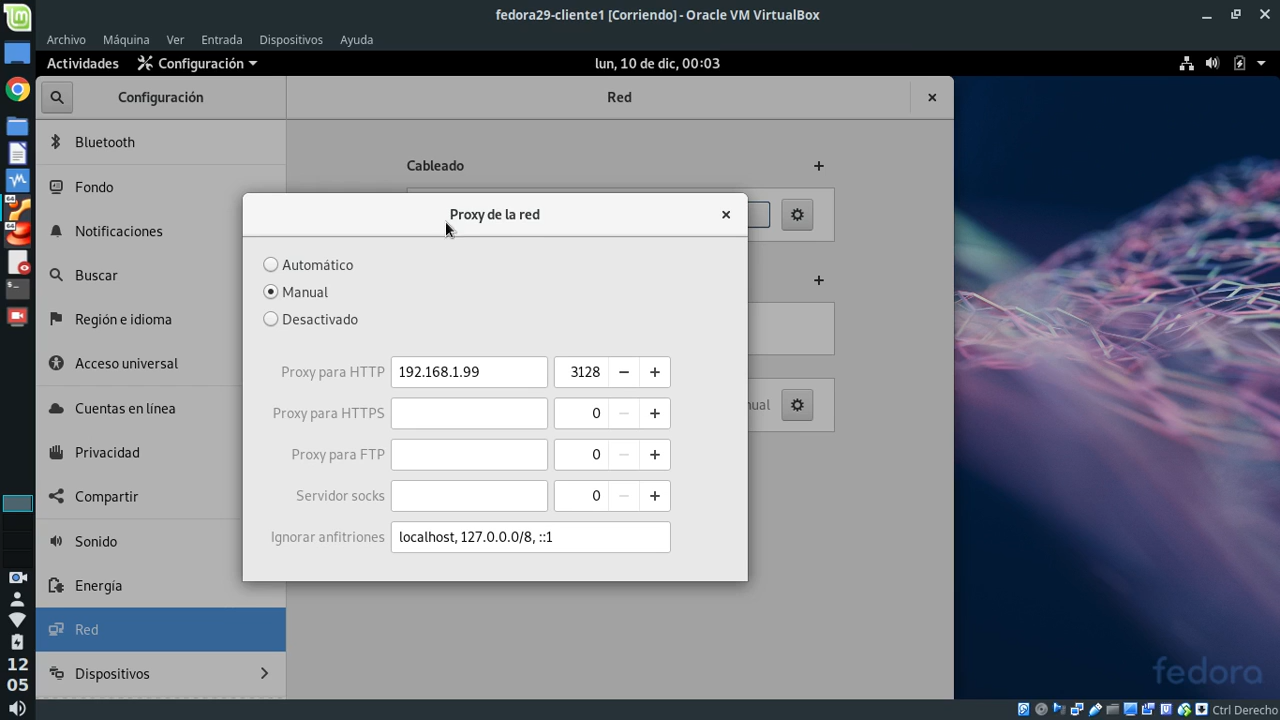 fedora29-cliente1 [Corriendo] - Oracle VM VirtualBox
Archivo Máquina Ver Entrada Dispositivos Ayuda
Actividades Configuración lun, 10 de dic, 00:03
Configuración Red
Bluetooth
Fondo
Notificaciones
Buscar
Región e idioma
Acceso universal
Cuentas en línea
Privacidad
Compartir
Sonido
Energía
Red
Dispositivos
Cableado
Proxy de la red
Automático
Manual
Desactivado
Proxy para HTTP 192.168.1.99 3128
Proxy para HTTPS 0
Proxy para FTP 0
Servidor socks 0
Ignorar anfitriones localhost, 127.0.0.0/8, ::1
64
64
12
05
fedora
Ctrl Derecho